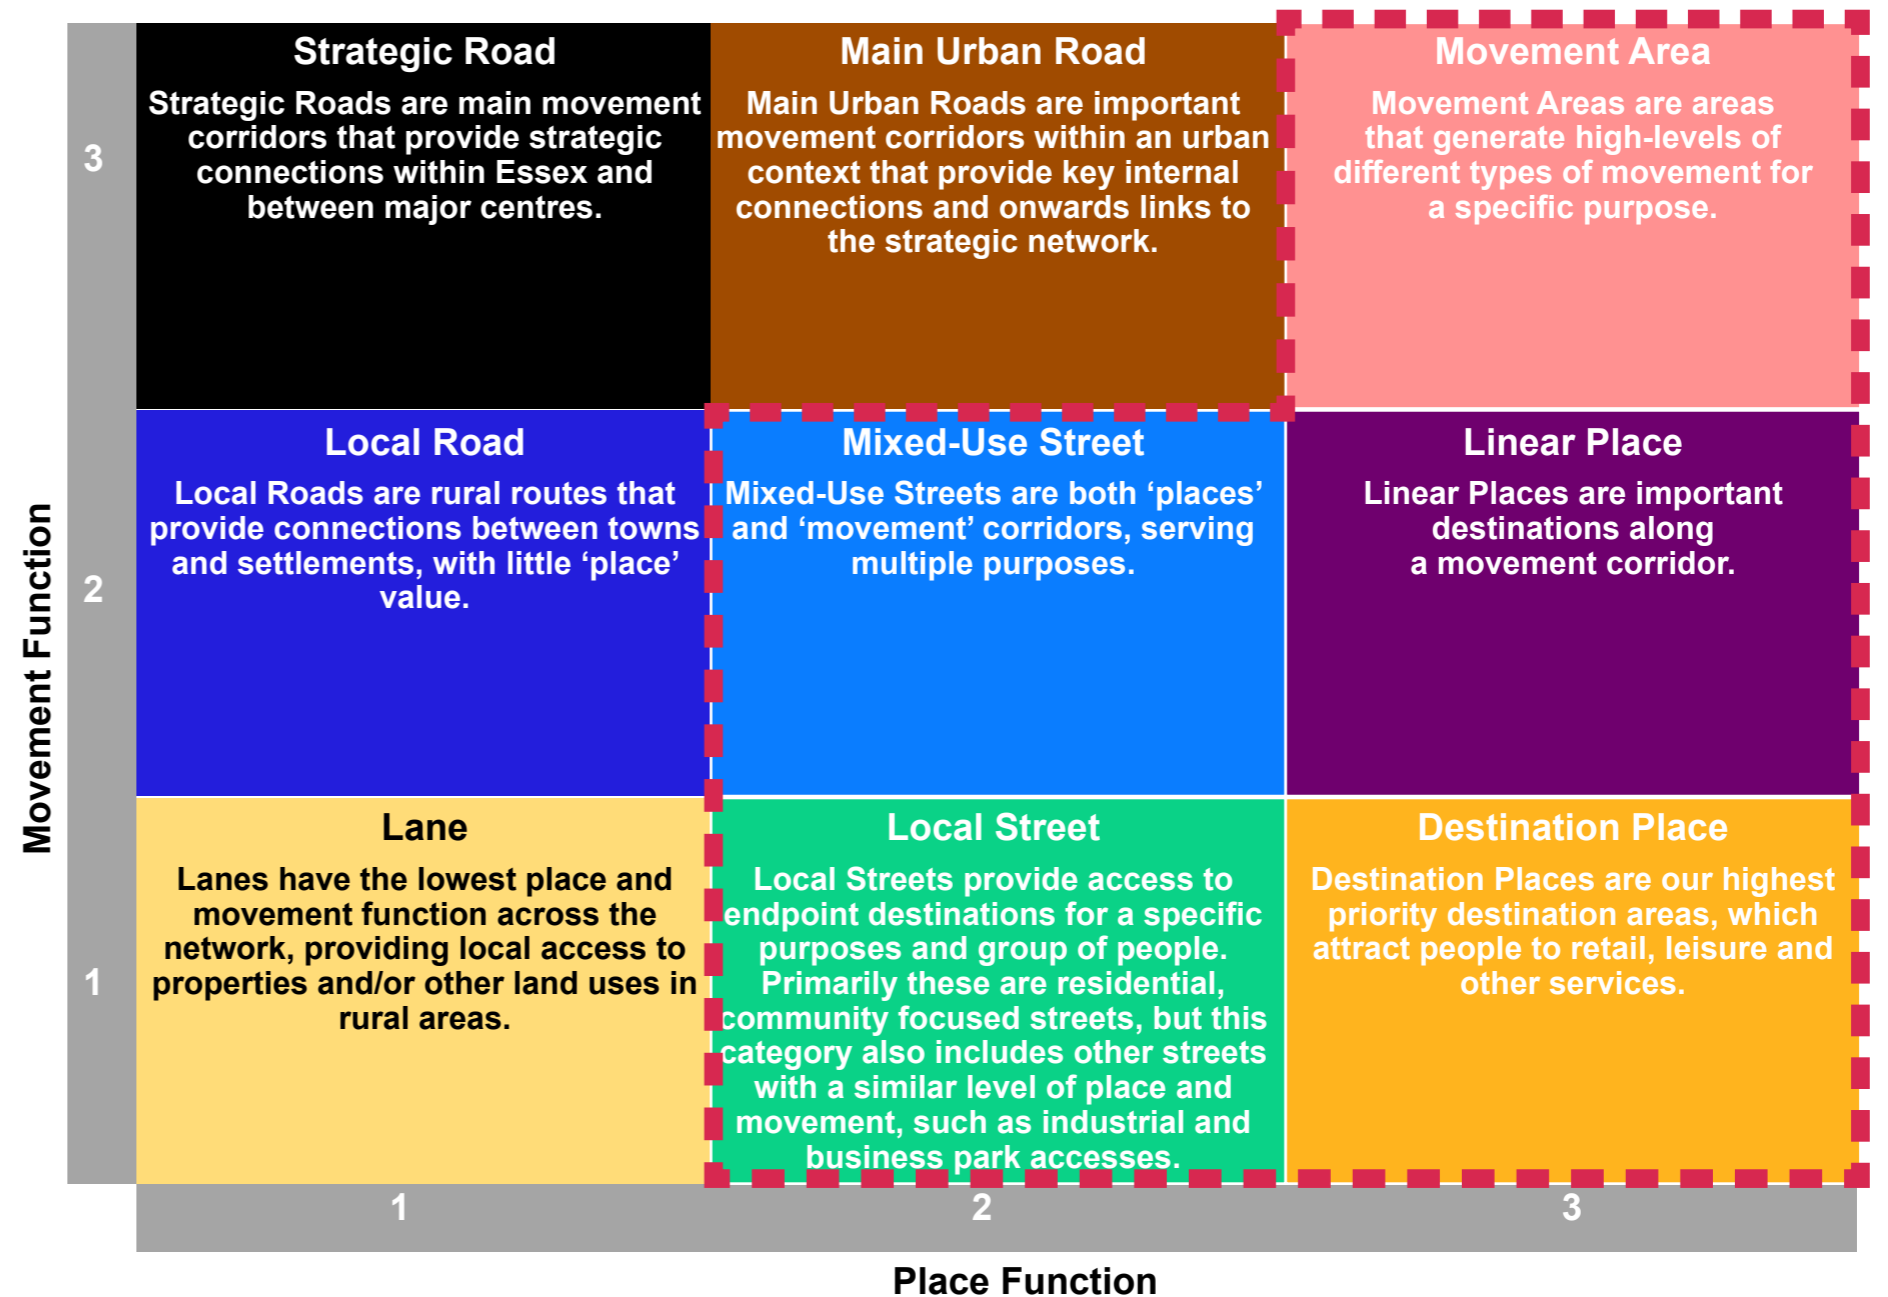 Strategic Road
Strategic Roads are main movement
corridors that provide strategic
connections within Essex and
between major centres.
Main Urban Road
Main Urban Roads are important
movement corridors within an urban
context that provide key internal
connections and onwards links to
the strategic network.
Movement Area
Movement Areas are areas
that generate high-levels of
different types of movement for
a specific purpose.
3
Local Road
Local Roads are rural routes that
provide connections between towns
and settlements, with little ‘place’
value.
Mixed-Use Street
Mixed-Use Streets are both ‘places’
and ‘movement’ corridors, serving
multiple purposes.
Linear Place
Linear Places are important
destinations along
a movement corridor.
2
Movement Function
Lane
Lanes have the lowest place and
movement function across the
network, providing local access to
properties and/or other land uses in
rural areas.
Local Street
Local Streets provide access to
endpoint destinations for a specific
purposes and group of people.
Primarily these are residential,
community focused streets, but this
category also includes other streets
with a similar level of place and
movement, such as industrial and
business park accesses.
Destination Place
Destination Places are our highest
priority destination areas, which
attract people to retail, leisure and
other services.
1
1
2
3
Place Function